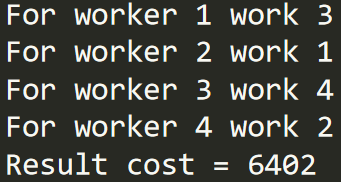 For worker 1 work 3
For worker 2 work 1
For worker 3 work 4
For worker 4 work 2
Result cost = 6402